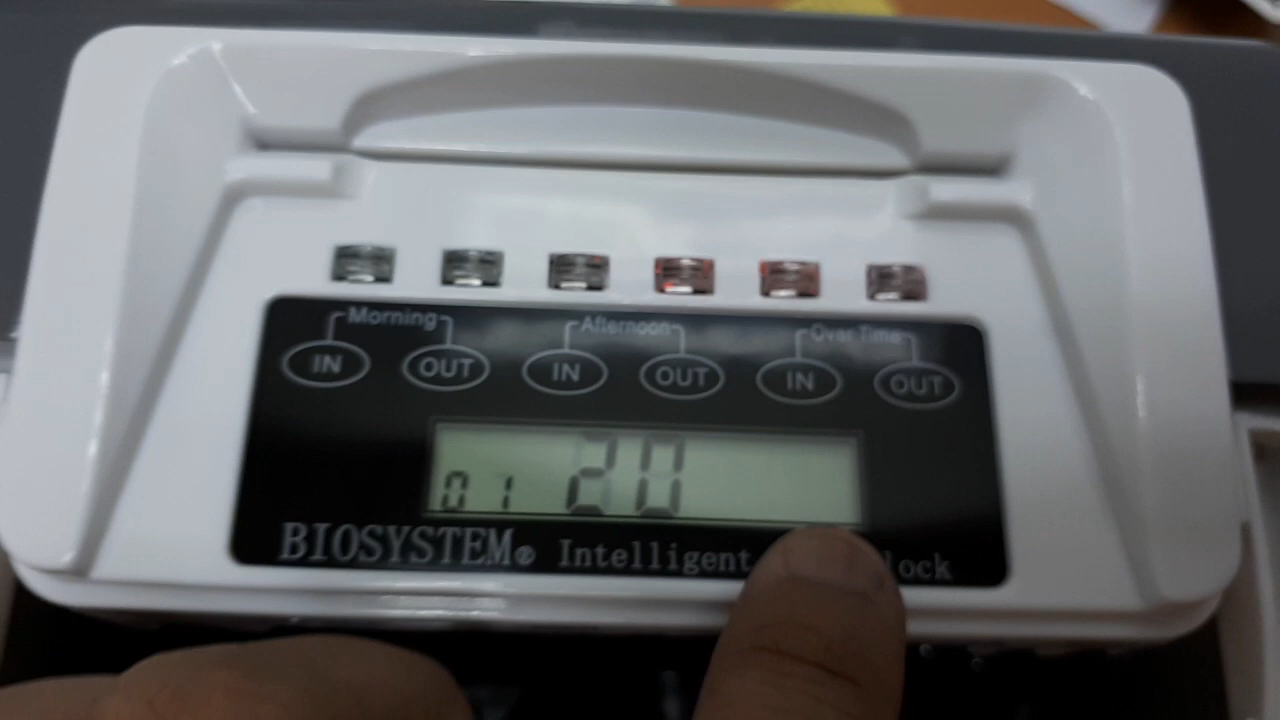 Morning Afternoon Over Time
IN OUT IN OUT IN OUT
01 20
BIOSYSTEM® Intelligent lock